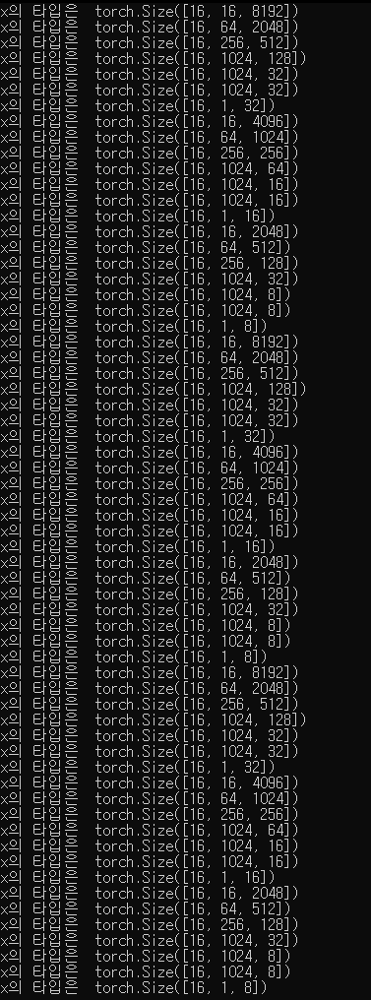 x의 타입은  torch.Size([16, 16, 8192])
x의 타입은  torch.Size([16, 64, 2048])
x의 타입은  torch.Size([16, 256, 512])
x의 타입은  torch.Size([16, 1024, 128])
x의 타입은  torch.Size([16, 1024, 32])
x의 타입은  torch.Size([16, 1024, 32])
x의 타입은  torch.Size([16, 1, 32])
x의 타입은  torch.Size([16, 16, 4096])
x의 타입은  torch.Size([16, 64, 1024])
x의 타입은  torch.Size([16, 256, 256])
x의 타입은  torch.Size([16, 1024, 64])
x의 타입은  torch.Size([16, 1024, 16])
x의 타입은  torch.Size([16, 1024, 16])
x의 타입은  torch.Size([16, 1, 16])
x의 타입은  torch.Size([16, 16, 2048])
x의 타입은  torch.Size([16, 64, 512])
x의 타입은  torch.Size([16, 256, 128])
x의 타입은  torch.Size([16, 1024, 32])
x의 타입은  torch.Size([16, 1024, 8])
x의 타입은  torch.Size([16, 1024, 8])
x의 타입은  torch.Size([16, 1, 8])
x의 타입은  torch.Size([16, 16, 8192])
x의 타입은  torch.Size([16, 64, 2048])
x의 타입은  torch.Size([16, 256, 512])
x의 타입은  torch.Size([16, 1024, 128])
x의 타입은  torch.Size([16, 1024, 32])
x의 타입은  torch.Size([16, 1024, 32])
x의 타입은  torch.Size([16, 1, 32])
x의 타입은  torch.Size([16, 16, 4096])
x의 타입은  torch.Size([16, 64, 1024])
x의 타입은  torch.Size([16, 256, 256])
x의 타입은  torch.Size([16, 1024, 64])
x의 타입은  torch.Size([16, 1024, 16])
x의 타입은  torch.Size([16, 1024, 16])
x의 타입은  torch.Size([16, 1, 16])
x의 타입은  torch.Size([16, 16, 2048])
x의 타입은  torch.Size([16, 64, 512])
x의 타입은  torch.Size([16, 256, 128])
x의 타입은  torch.Size([16, 1024, 32])
x의 타입은  torch.Size([16, 1024, 8])
x의 타입은  torch.Size([16, 1024, 8])
x의 타입은  torch.Size([16, 1, 8])
x의 타입은  torch.Size([16, 16, 8192])
x의 타입은  torch.Size([16, 64, 2048])
x의 타입은  torch.Size([16, 256, 512])
x의 타입은  torch.Size([16, 1024, 128])
x의 타입은  torch.Size([16, 1024, 32])
x의 타입은  torch.Size([16, 1024, 32])
x의 타입은  torch.Size([16, 1, 32])
x의 타입은  torch.Size([16, 16, 4096])
x의 타입은  torch.Size([16, 64, 1024])
x의 타입은  torch.Size([16, 256, 256])
x의 타입은  torch.Size([16, 1024, 64])
x의 타입은  torch.Size([16, 1024, 16])
x의 타입은  torch.Size([16, 1024, 16])
x의 타입은  torch.Size([16, 1, 16])
x의 타입은  torch.Size([16, 16, 2048])
x의 타입은  torch.Size([16, 64, 512])
x의 타입은  torch.Size([16, 256, 128])
x의 타입은  torch.Size([16, 1024, 32])
x의 타입은  torch.Size([16, 1024, 8])
x의 타입은  torch.Size([16, 1024, 8])
x의 타입은  torch.Size([16, 1, 8])